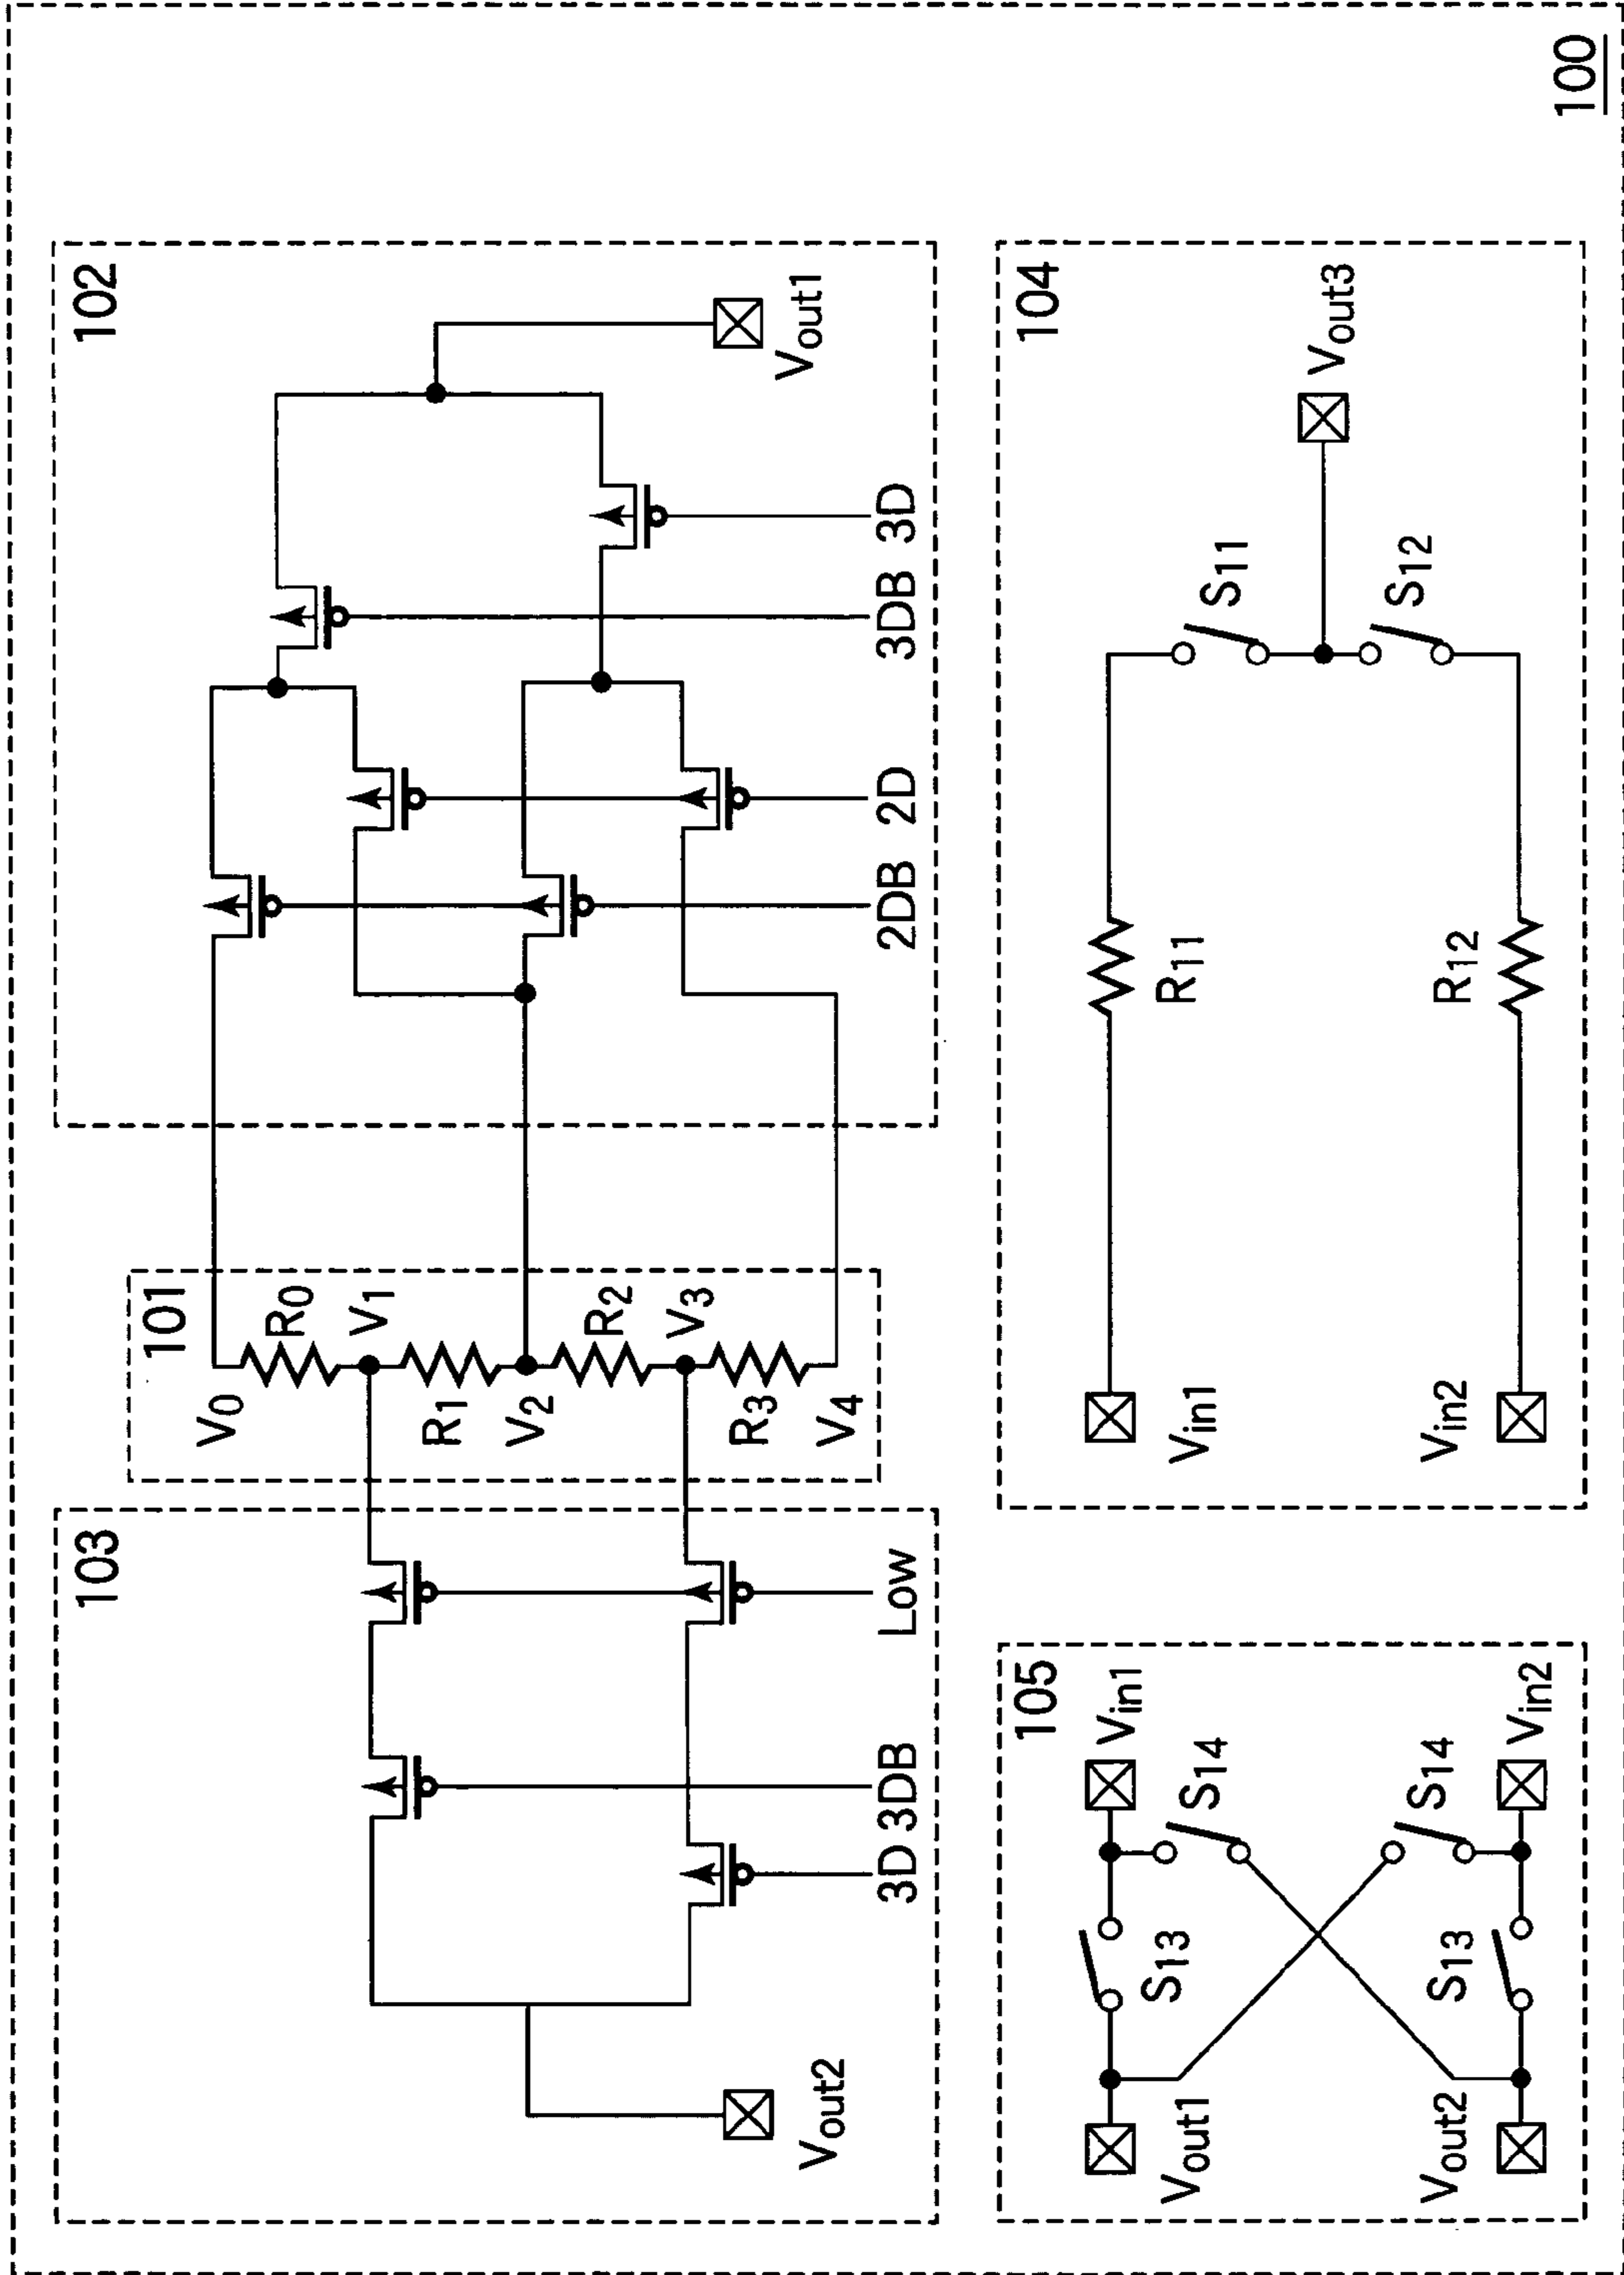 100
103
Vout2
3D
3DB
Low
101
V0
R0
V1
R1
V2
R2
V3
R3
V4
102
2DB
2D
3DB
3D
Vout1
105
Vout1
S13
S14
Vin1
Vout2
S13
S14
Vin2
104
Vin1
R11
S11
Vout3
S12
Vin2
R12